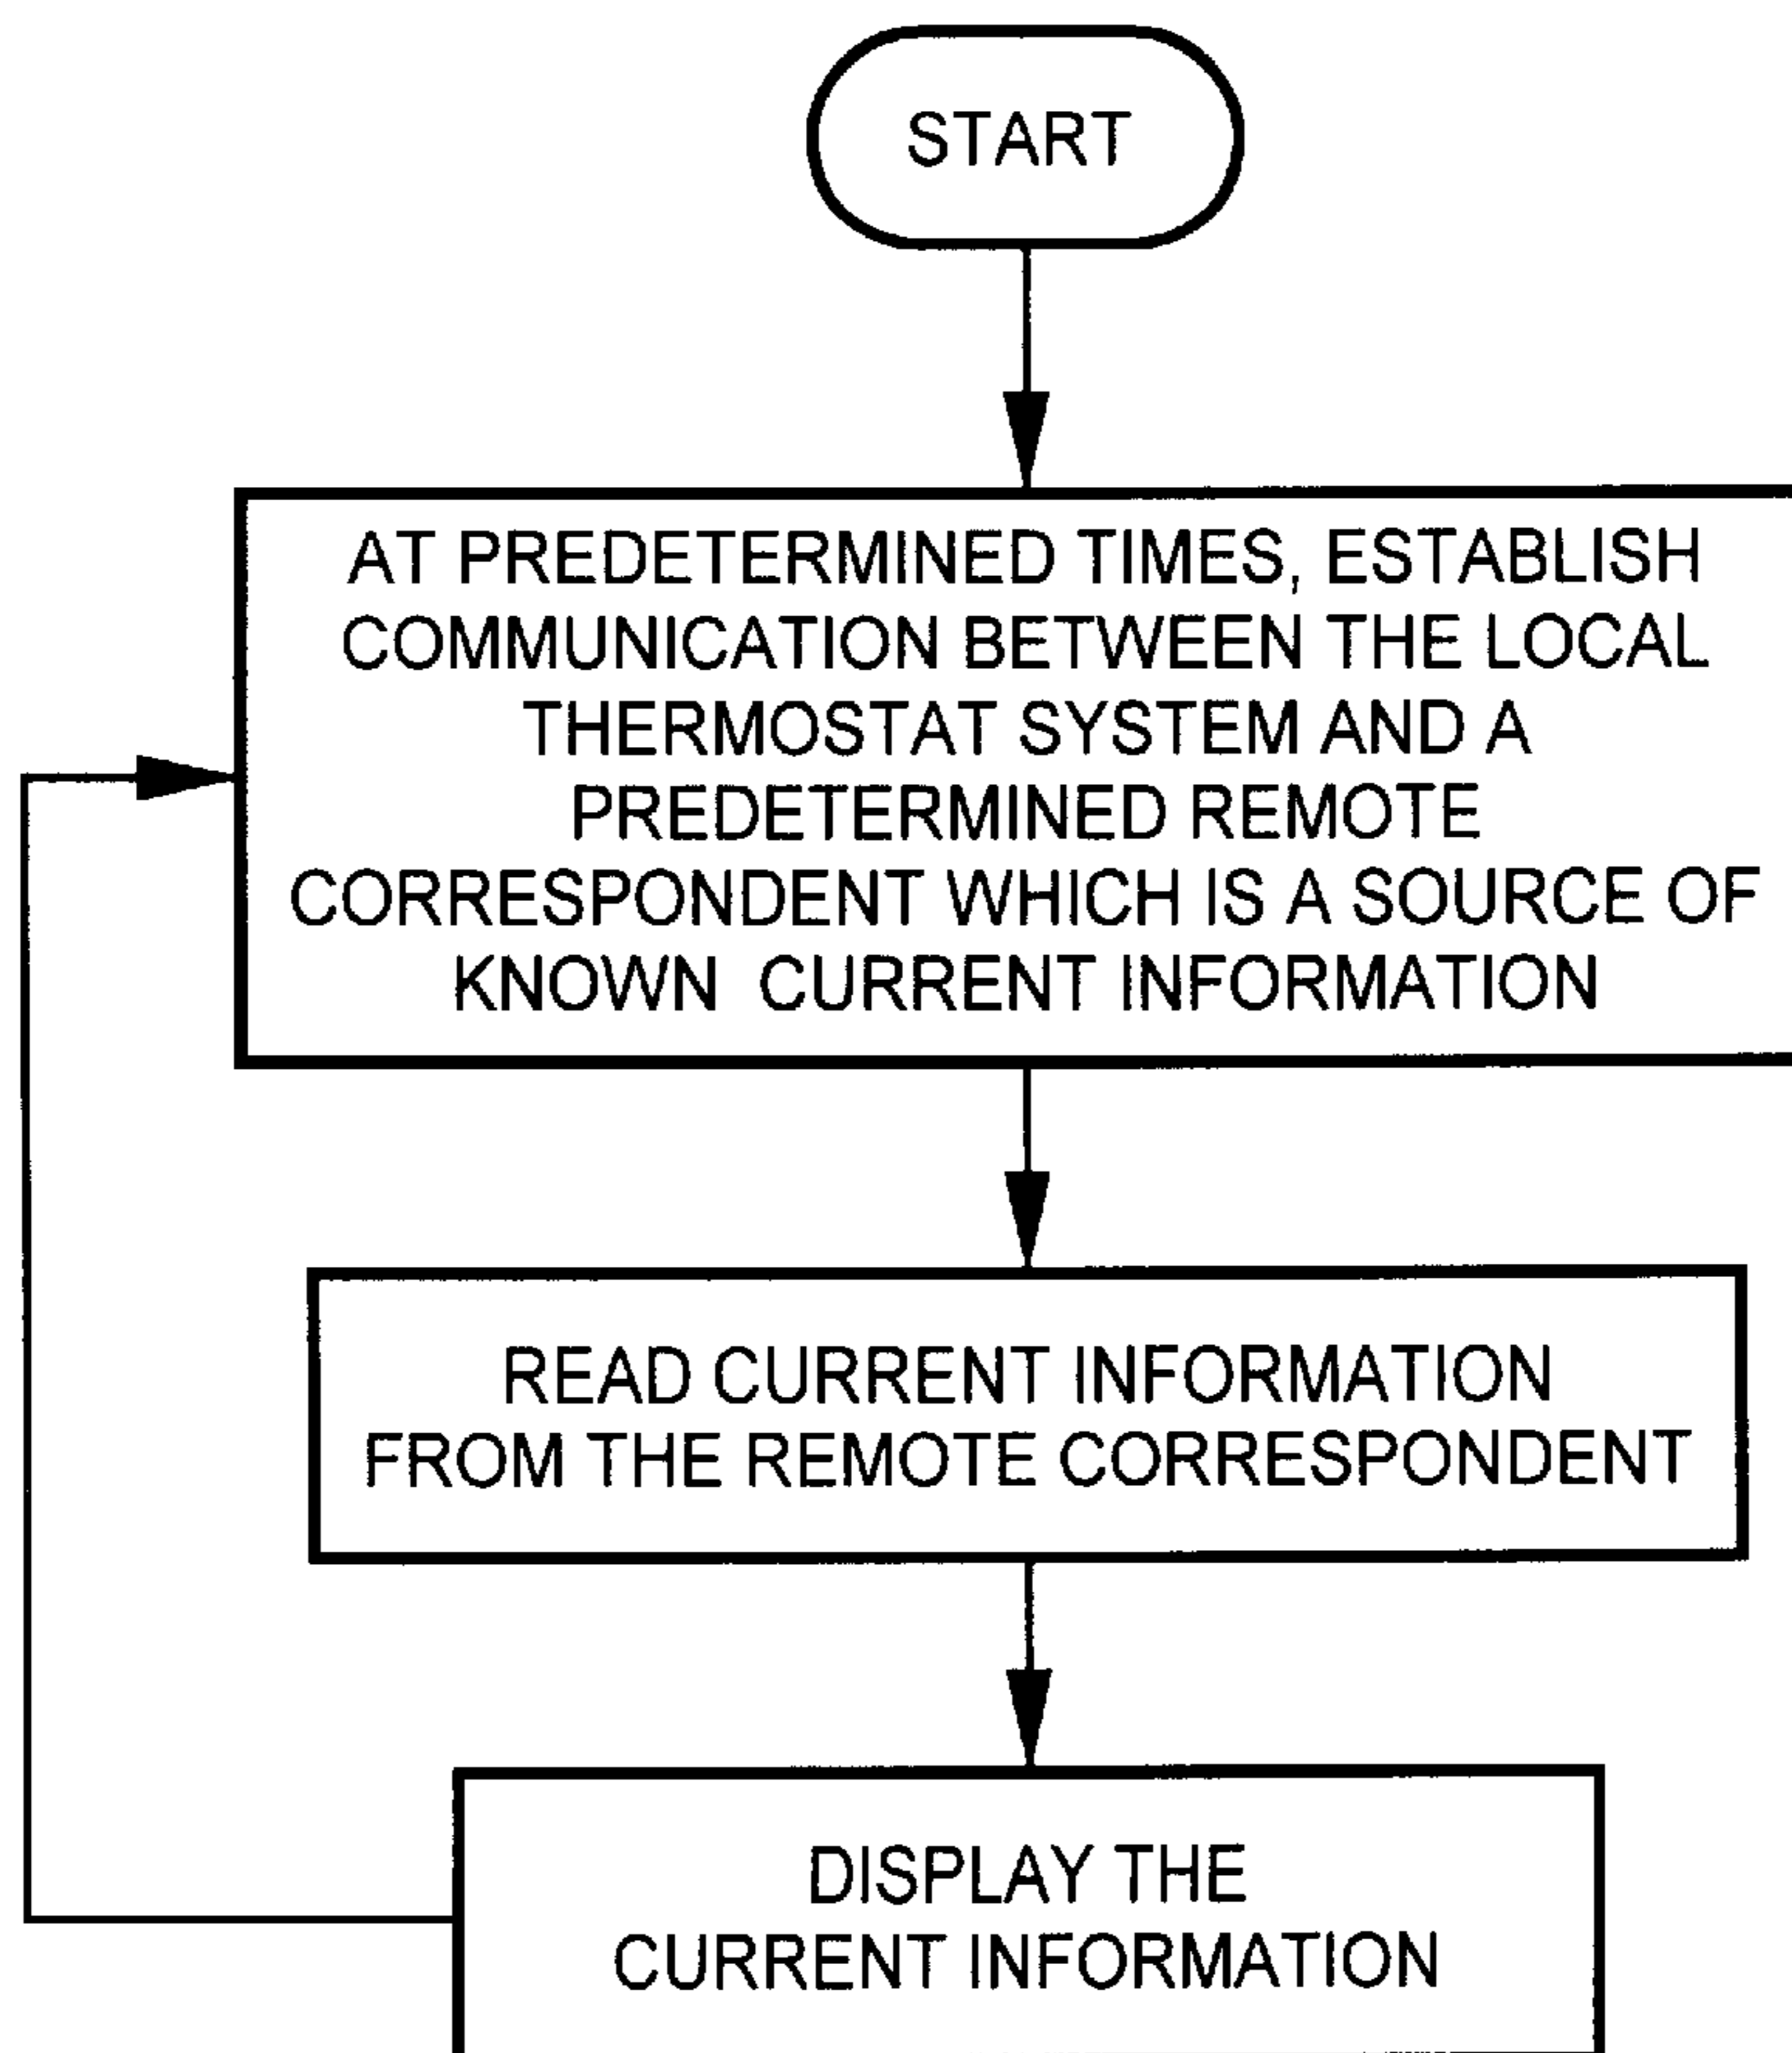 START
AT PREDETERMINED TIMES, ESTABLISH
COMMUNICATION BETWEEN THE LOCAL
THERMOSTAT SYSTEM AND A
PREDETERMINED REMOTE
CORRESPONDENT WHICH IS A SOURCE OF
KNOWN CURRENT INFORMATION
READ CURRENT INFORMATION
FROM THE REMOTE CORRESPONDENT
DISPLAY THE
CURRENT INFORMATION